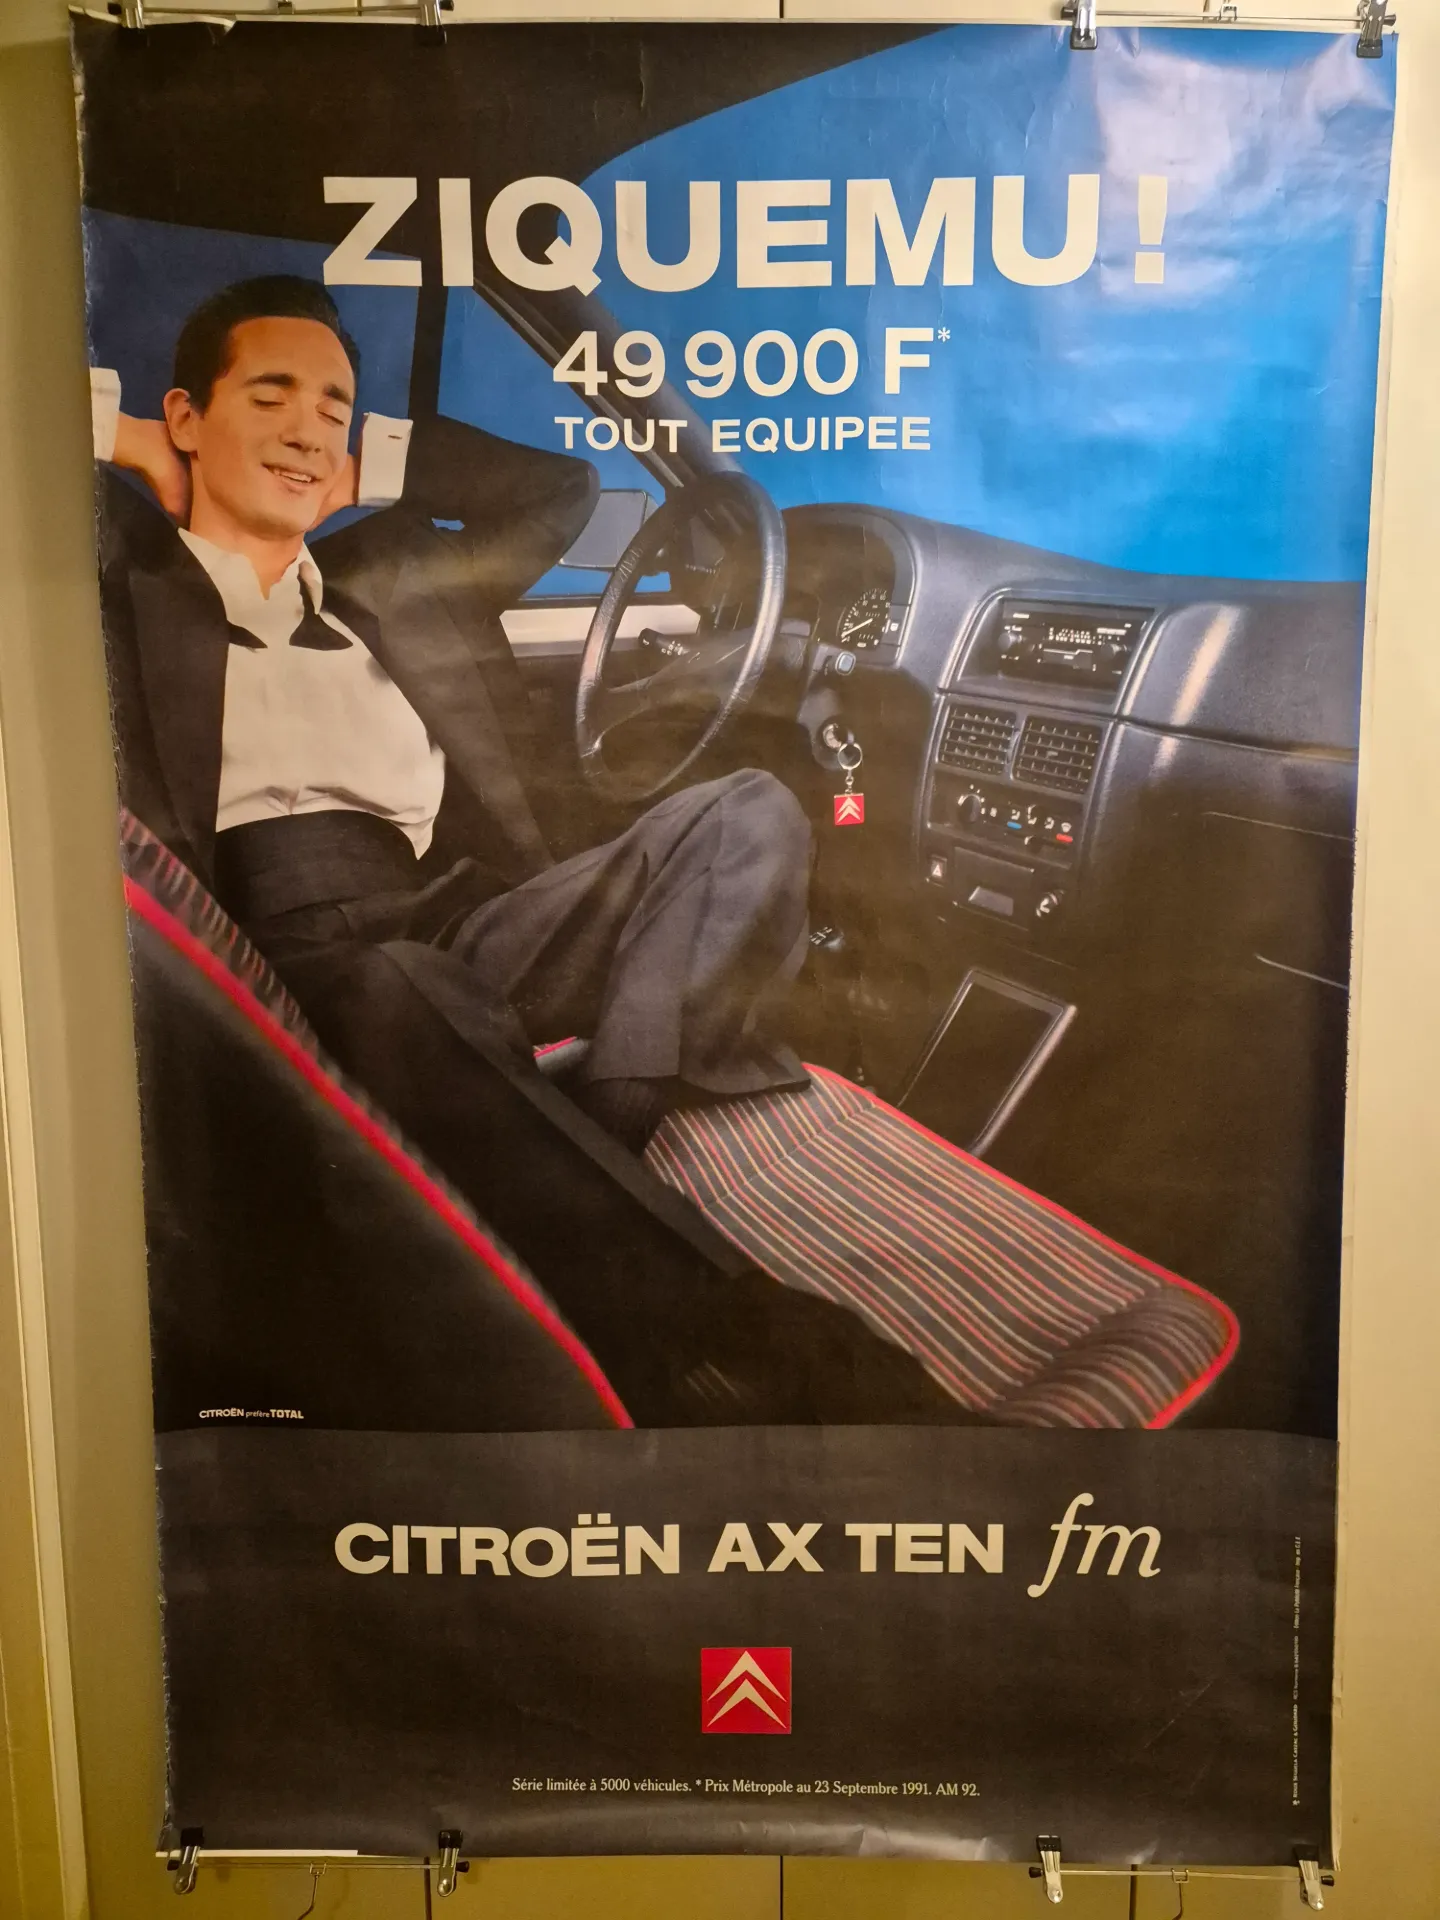 ZIQUEMU !
49 900 F*
TOUT EQUIPEE
CITROËN préfère TOTAL
CITROËN AX TEN fm
Série limitée à 5000 véhicules. * Prix Métropole au 23 Septembre 1991. AM 92.